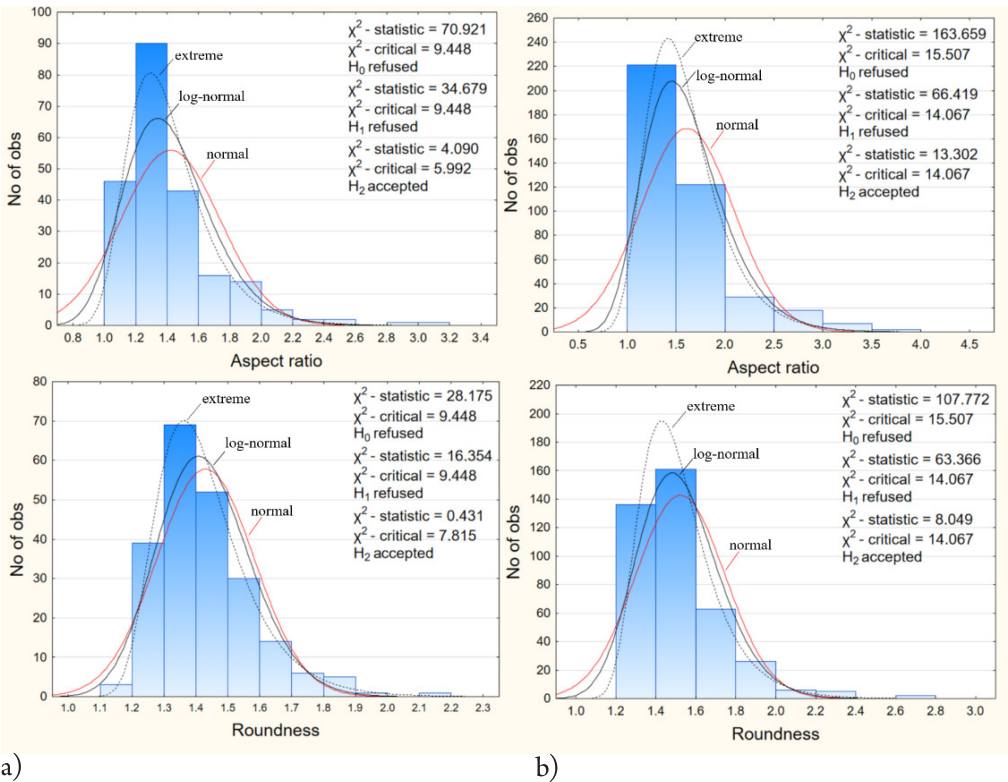 χ² - statistic = 70.921
χ² - critical = 9.448
H₀ refused
χ² - statistic = 34.679
χ² - critical = 9.448
H₁ refused
χ² - statistic = 4.090
χ² - critical = 5.992
H₂ accepted
extreme
log-normal
normal
No of obs
100
90
80
70
60
50
40
30
20
10
0
0.8 1.0 1.2 1.4 1.6 1.8 2.0 2.2 2.4 2.6 2.8 3.0 3.2 3.4
Aspect ratio
χ² - statistic = 163.659
χ² - critical = 15.507
H₀ refused
χ² - statistic = 66.419
χ² - critical = 14.067
H₁ refused
χ² - statistic = 13.302
χ² - critical = 14.067
H₂ accepted
extreme
log-normal
normal
No of obs
260
240
220
200
180
160
140
120
100
80
60
40
220
0
0.5 1.0 1.5 2.0 2.5 3.0 3.5 4.0 4.5
Aspect ratio
χ² - statistic = 28.175
χ² - critical = 9.448
H₀ refused
χ² - statistic = 16.354
χ² - critical = 9.448
H₁ refused
χ² - statistic = 0.431
χ² - critical = 7.815
H₂ accepted
extreme
log-normal
normal
No of obs
80
70
60
50
40
30
20
10
0
1.0 1.1 1.2 1.3 1.4 1.5 1.6 1.7 1.8 1.9 2.0 2.1 2.2 2.3
Roundness
χ² - statistic = 107.772
χ² - critical = 15.507
H₀ refused
χ² - statistic = 63.366
χ² - critical = 14.067
H₁ refused
χ² - statistic = 8.049
χ² - critical = 14.067
H₂ accepted
extreme
log-normal
normal
No of obs
220
200
180
160
140
120
100
80
60
40
20
0
1.0 1.2 1.4 1.6 1.8 2.0 2.2 2.4 2.6 2.8 3.0
Roundness
a)
b)